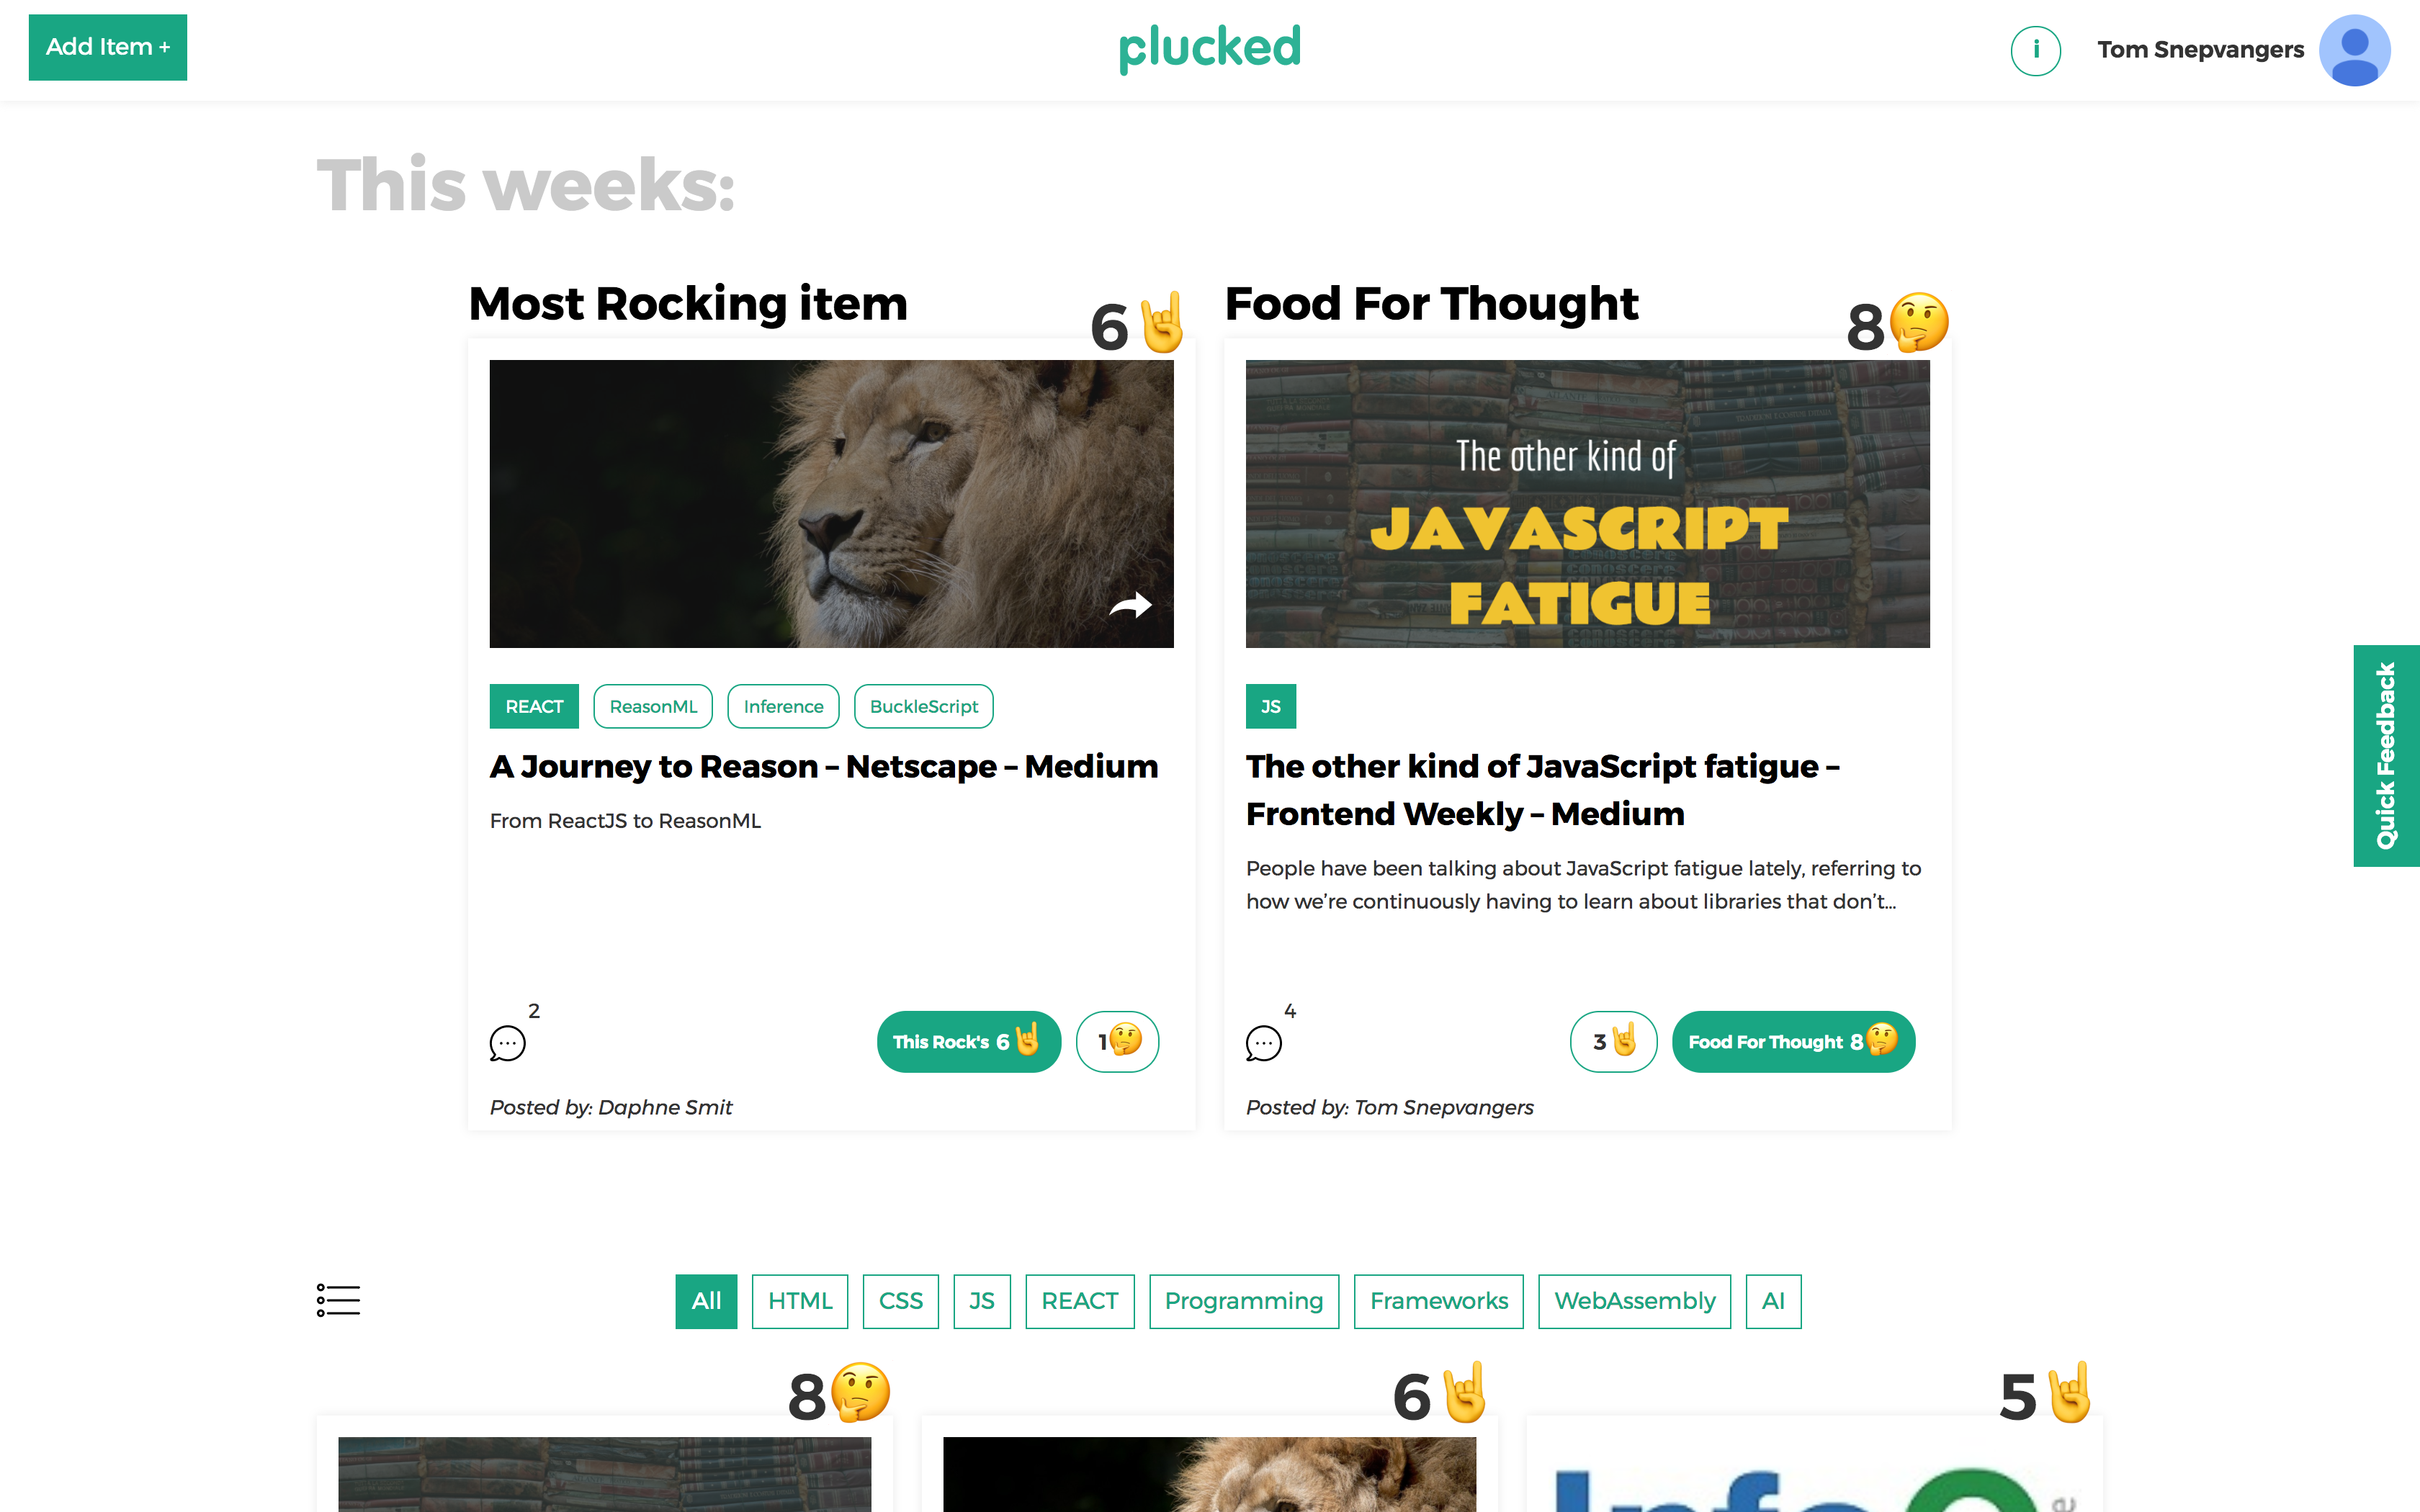 Add Item +
plucked
i
Tom Snepvangers
This weeks:
Most Rocking item
6🤘
Food For Thought
8🤔
The other kind of
JAVASCRIPT
FATIGUE
REACT
ReasonML
Inference
BuckleScript
A Journey to Reason – Netscape – Medium
From ReactJS to ReasonML
2
This Rock's 6🤘
1🤔
Posted by: Daphne Smit
JS
The other kind of JavaScript fatigue –
Frontend Weekly – Medium
People have been talking about JavaScript fatigue lately, referring to
how we’re continuously having to learn about libraries that don’t...
4
3🤘
Food For Thought 8🤔
Posted by: Tom Snepvangers
Quick Feedback
All
HTML
CSS
JS
REACT
Programming
Frameworks
WebAssembly
AI
8🤔
6🤘
5🤘